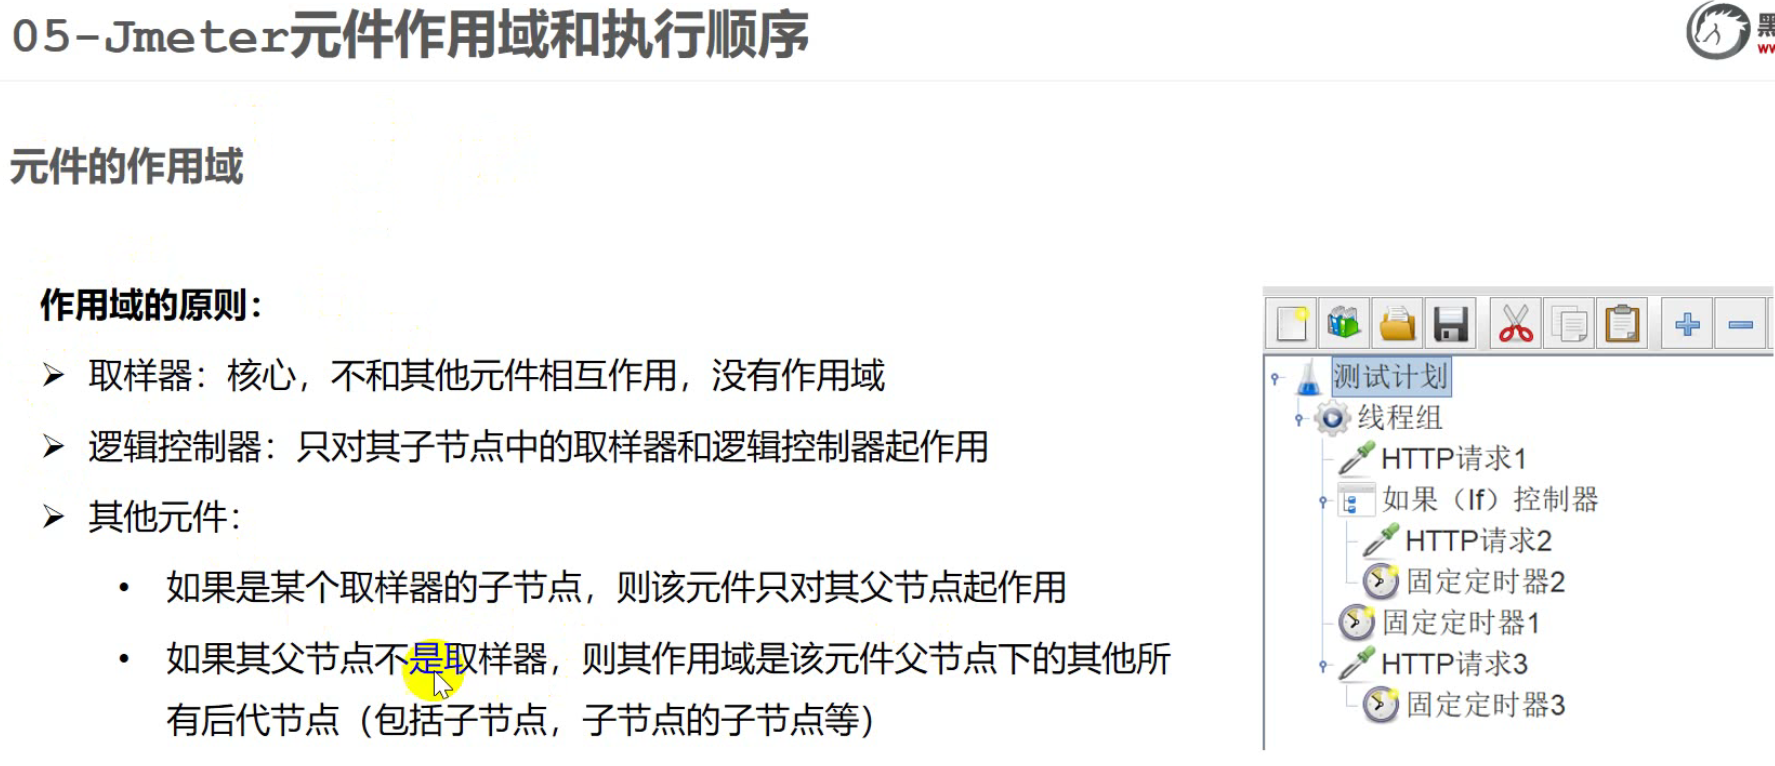 05-Jmeter元件作用域和执行顺序
元件的作用域
作用域的原则：
➢ 取样器：核心，不和其他元件相互作用，没有作用域
➢ 逻辑控制器：只对其子节点中的取样器和逻辑控制器起作用
➢ 其他元件：
• 如果是某个取样器的子节点，则该元件只对其父节点起作用
• 如果其父节点不是取样器，则其作用域是该元件父节点下的其他所
有后代节点（包括子节点，子节点的子节点等）
测试计划
线程组
HTTP请求1
如果（If）控制器
HTTP请求2
固定定时器2
固定定时器1
HTTP请求3
固定定时器3